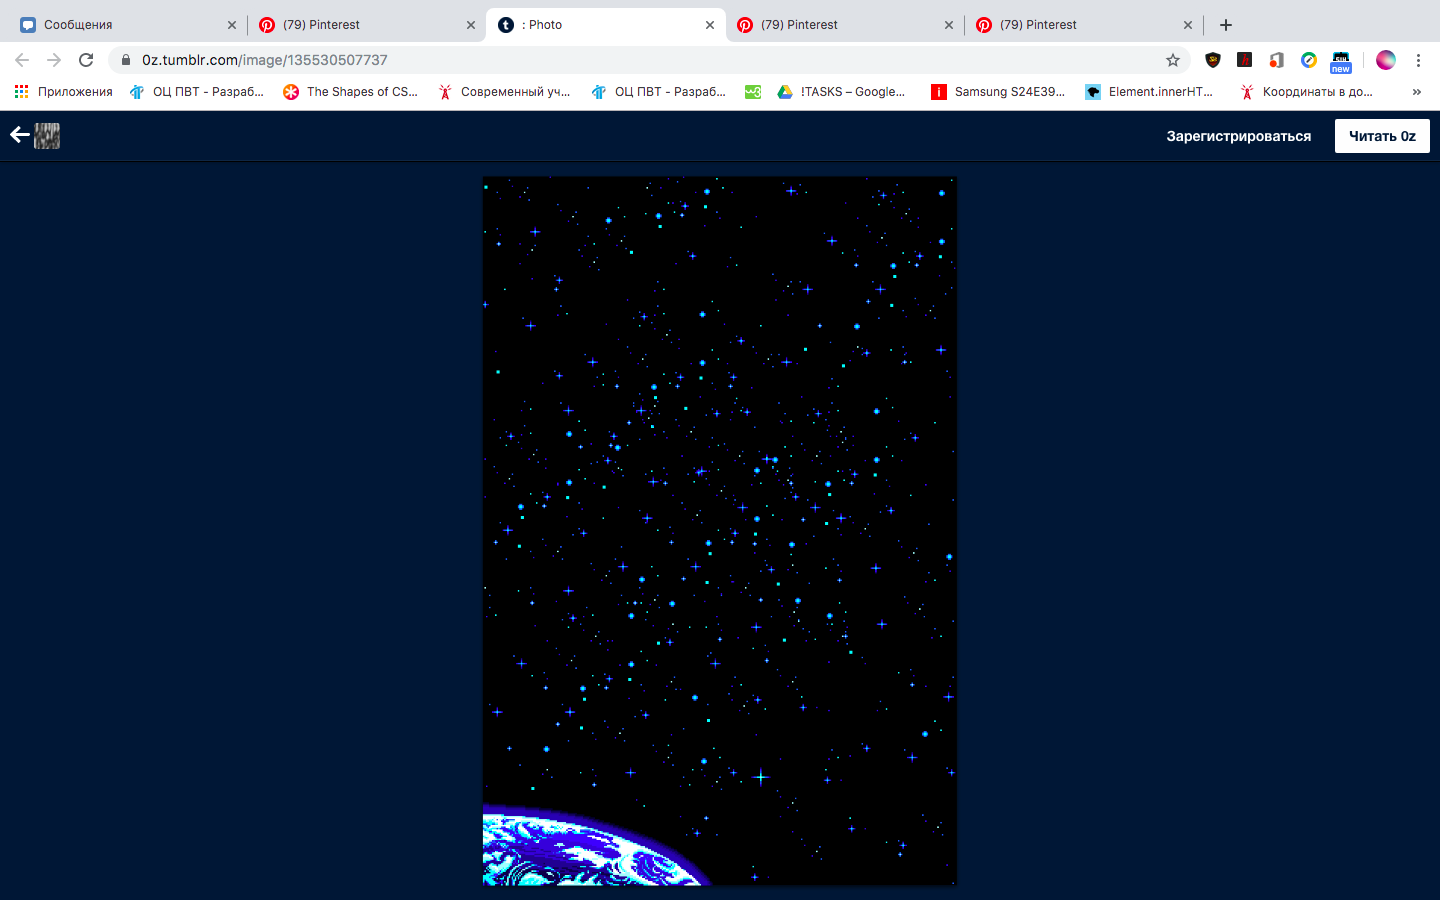 Сообщения
(79) Pinterest
: Photo
(79) Pinterest
(79) Pinterest
0z.tumblr.com/image/135530507737
new
Приложения
ОЦ ПВТ - Разраб...
The Shapes of CS...
Современный уч...
ОЦ ПВТ - Разраб...
!TASKS – Google...
Samsung S24E39...
Element.innerHT...
Координаты в до...
»
Зарегистрироваться
Читать 0z